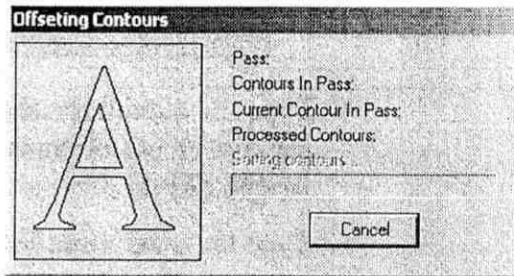 Offseting Contours
A
Pass:
Contours In Pass:
Current Contour In Pass:
Processed Contours:
Sorting contours...
Cancel